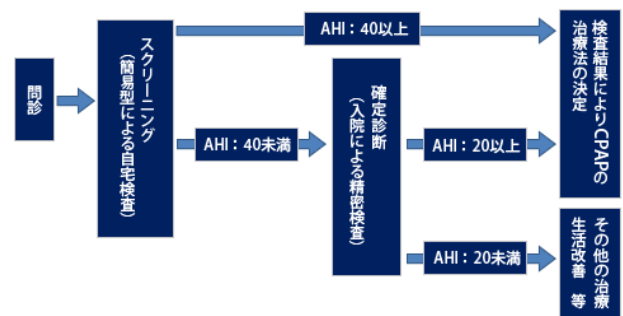 問診
スクリーニング
（簡易型による自宅検査）
AHI：40以上
AHI：40未満
確定診断
（入院による精密検査）
AHI：20以上
AHI：20未満
検査結果によりCPAPの
治療法の決定
その他の治療
生活改善　等